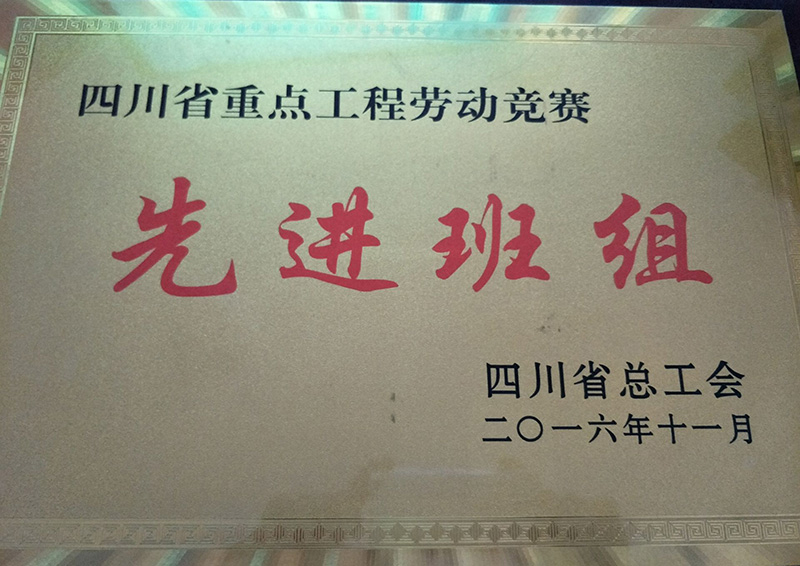 四川省重点工程劳动竞赛
先进班组
四川省总工会
二〇一六年十一月